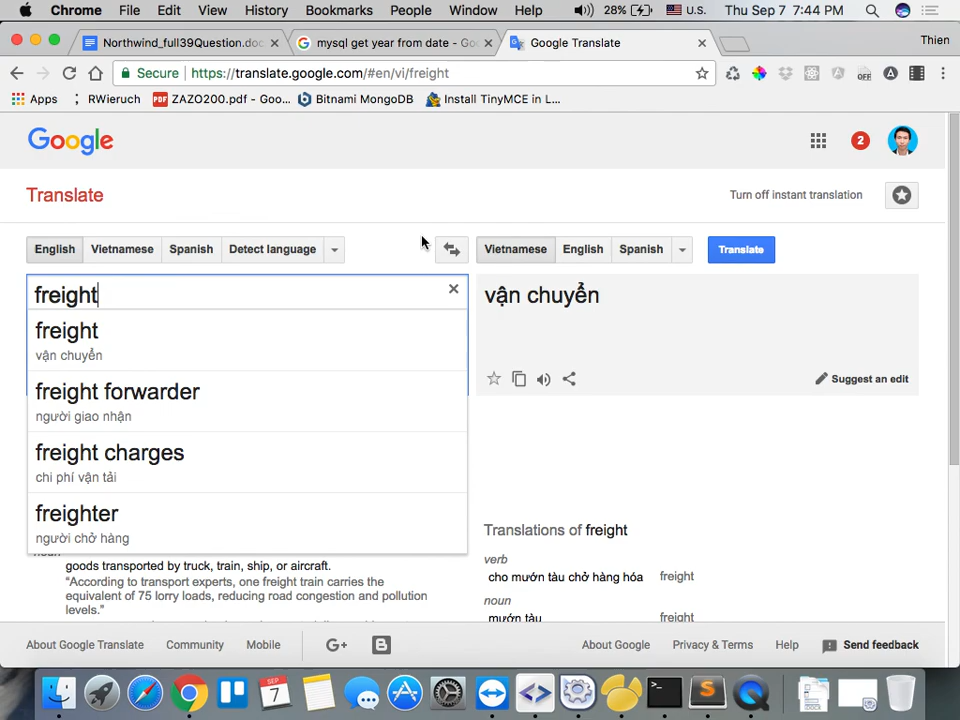 Chrome File Edit View History Bookmarks People Window Help 28% U.S. Thu Sep 7 7:44 PM
Northwind_full39Question.doc mysql get year from date - Goo Google Translate Thien
Secure https://translate.google.com/#en/vi/freight
Apps RWieruch ZAZO200.pdf - Goo... Bitnami MongoDB Install TinyMCE in L...
Google 2
Translate Turn off instant translation
English Vietnamese Spanish Detect language Vietnamese English Spanish Translate
freight vận chuyển
freight
vận chuyển
Suggest an edit
freight forwarder
người giao nhận
freight charges
chi phí vận tải
freighter
người chở hàng
goods transported by truck, train, ship, or aircraft.
"According to transport experts, one freight train carries the
equivalent of 75 lorry loads, reducing road congestion and pollution
levels."
Translations of freight
verb
cho mướn tàu chở hàng hóa freight
noun
mướn tàu freight
About Google Translate Community Mobile G+ B About Google Privacy & Terms Help Send feedback
SEP
7